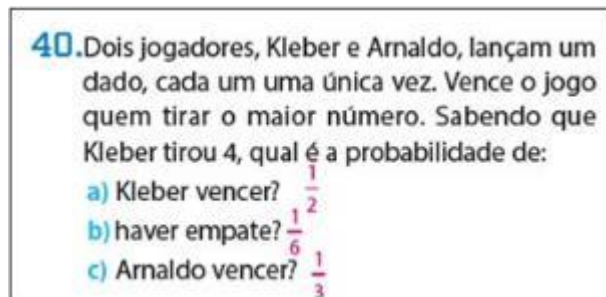 40. Dois jogadores, Kleber e Arnaldo, lançam um
dado, cada um uma única vez. Vence o jogo
quem tirar o maior número. Sabendo que
Kleber tirou 4, qual é a probabilidade de:
a) Kleber vencer? 1/2
b) haver empate? 1/6
c) Arnaldo vencer? 1/3